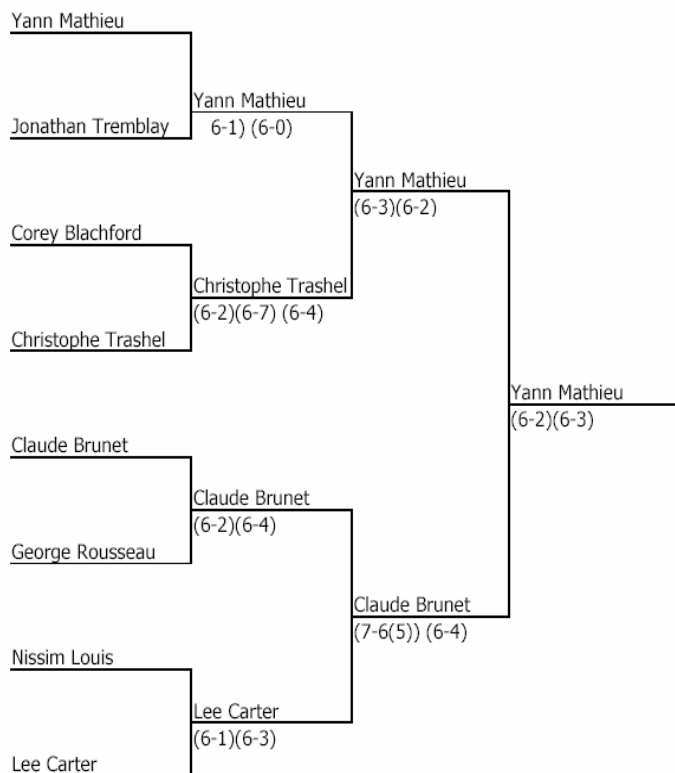 Yann Mathieu
Yann Mathieu
Jonathan Tremblay
6-1) (6-0)
Yann Mathieu
(6-3)(6-2)
Corey Blachford
Christophe Trashel
(6-2)(6-7) (6-4)
Christophe Trashel
Yann Mathieu
(6-2)(6-3)
Claude Brunet
Claude Brunet
(6-2)(6-4)
George Rousseau
Claude Brunet
(7-6(5)) (6-4)
Nissim Louis
Lee Carter
(6-1)(6-3)
Lee Carter